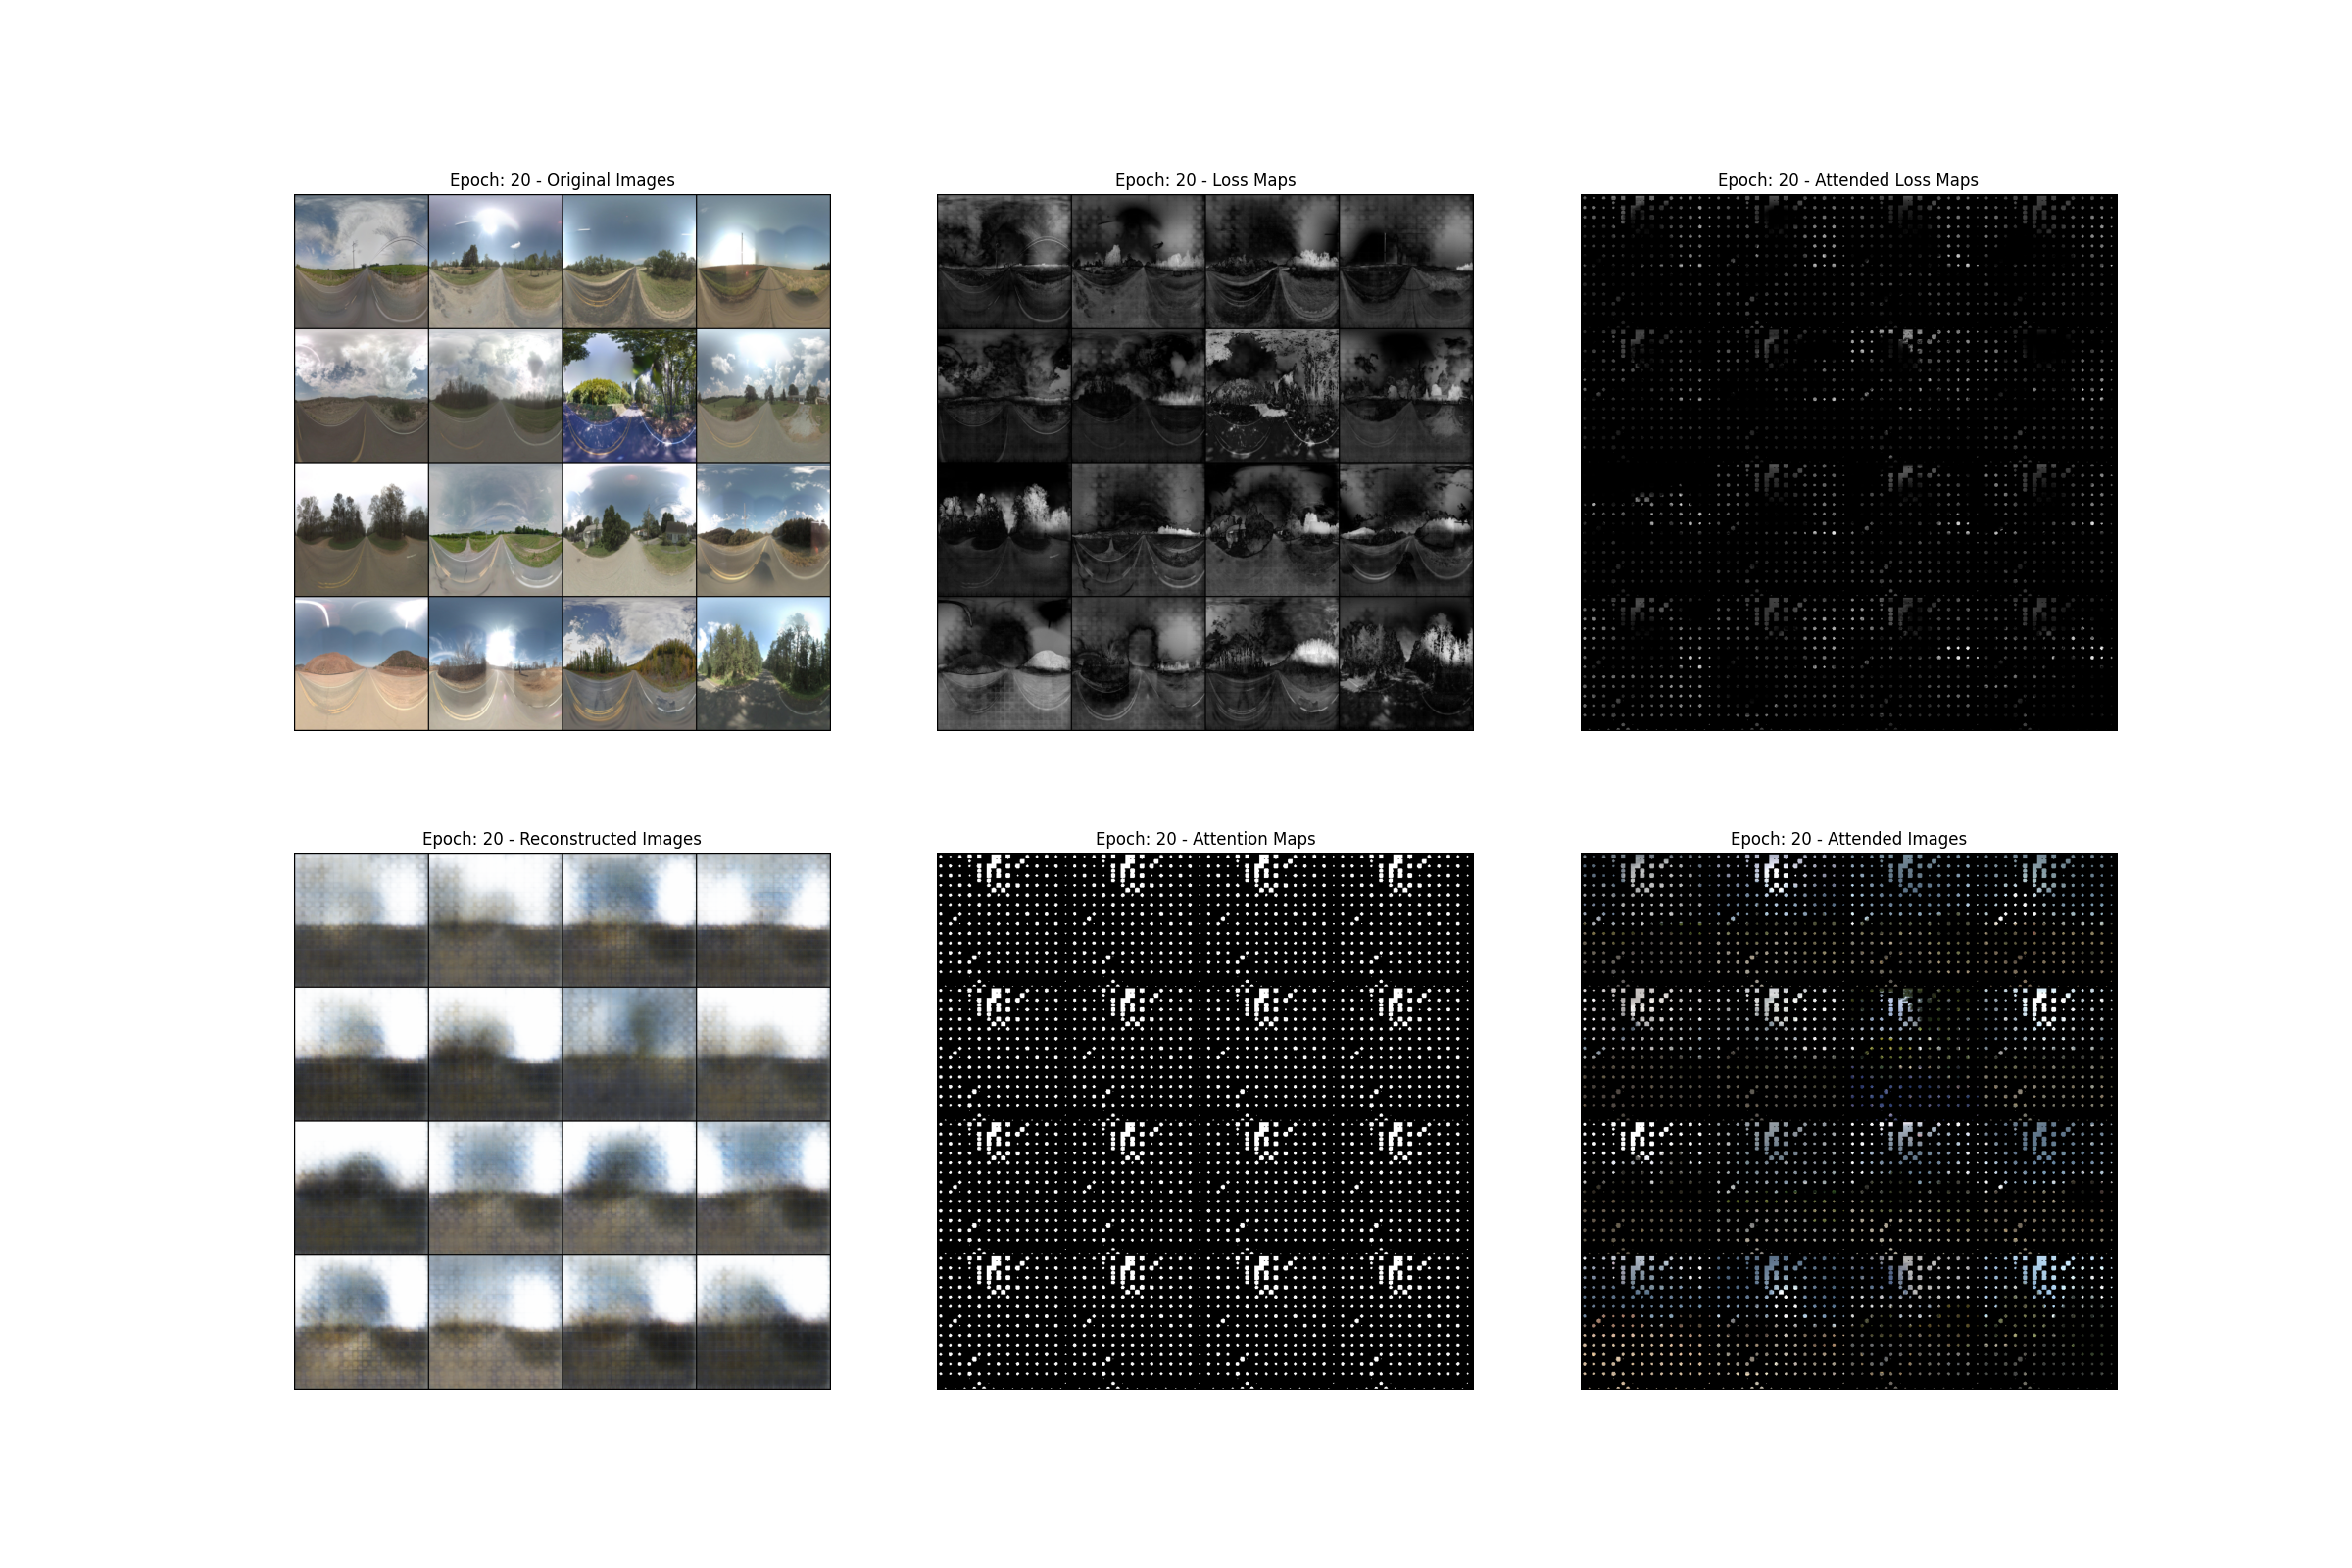 Epoch: 20 - Original Images
Epoch: 20 - Loss Maps
Epoch: 20 - Attended Loss Maps
Epoch: 20 - Reconstructed Images
Epoch: 20 - Attention Maps
Epoch: 20 - Attended Images